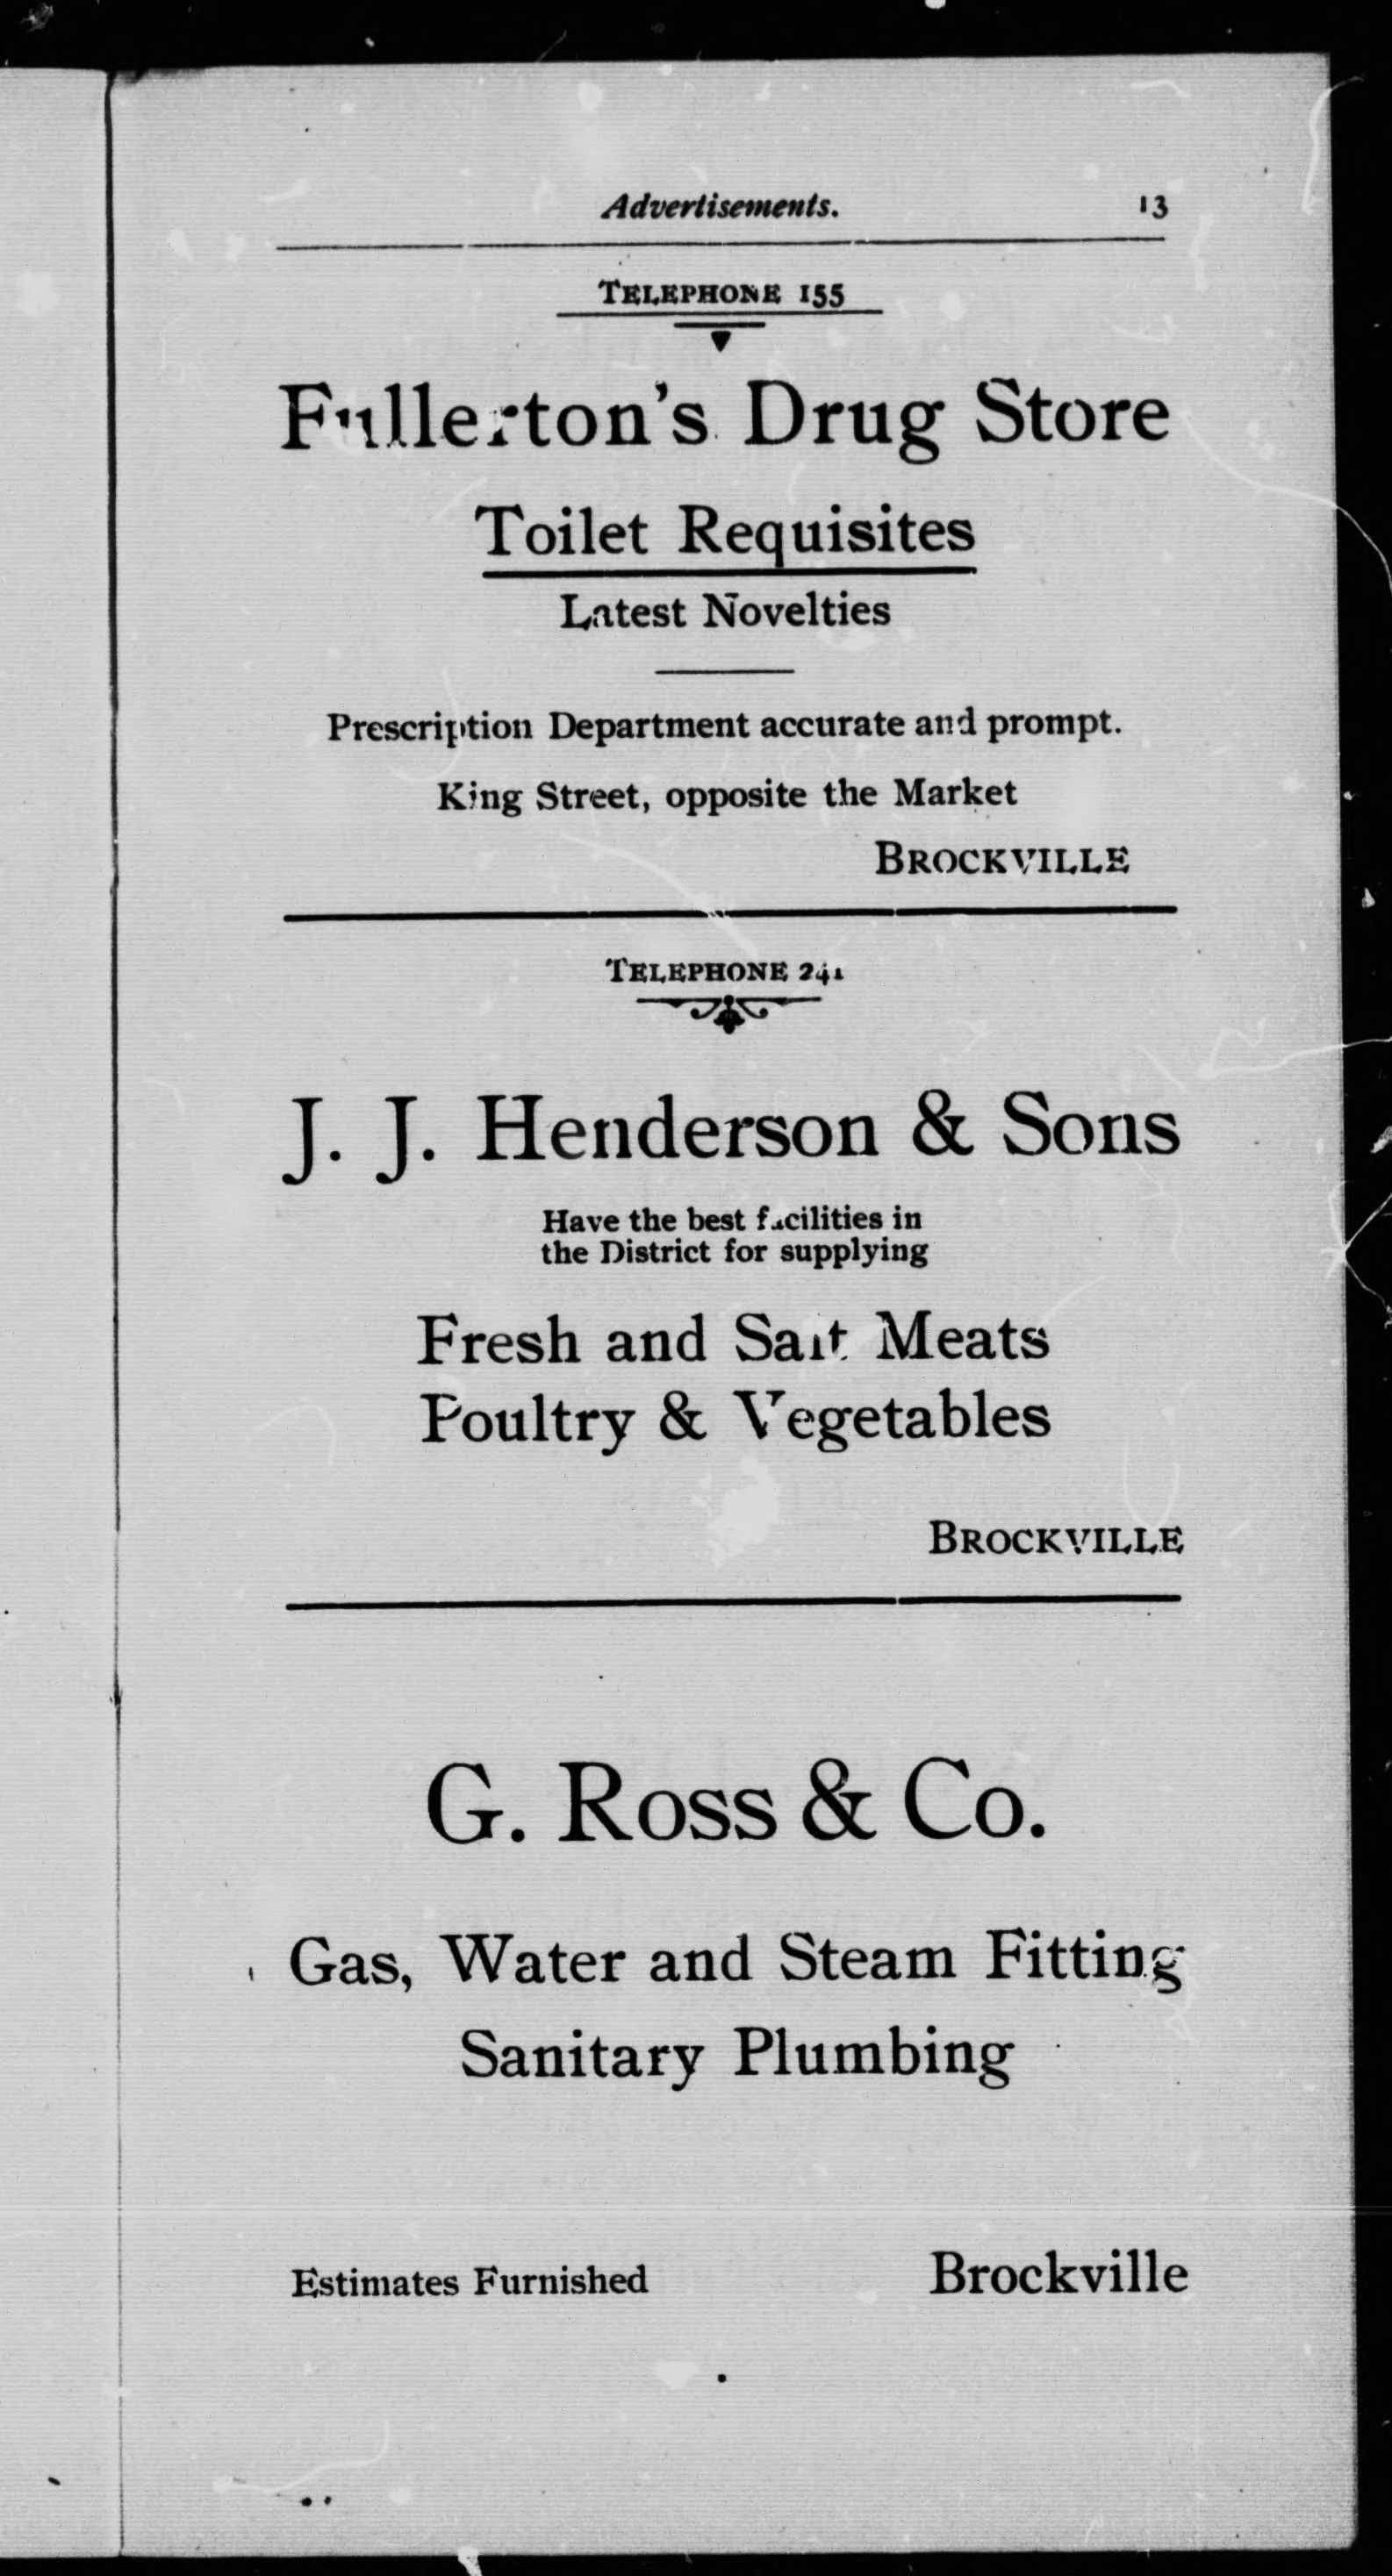 Advertisements. 13
TELEPHONE 155
Fullerton's Drug Store
Toilet Requisites
Latest Novelties
Prescription Department accurate and prompt.
King Street, opposite the Market
BROCKVILLE
TELEPHONE 241
J. J. Henderson & Sons
Have the best facilities in
the District for supplying
Fresh and Salt Meats
Poultry & Vegetables
BROCKVILLE
G. Ross & Co.
Gas, Water and Steam Fitting
Sanitary Plumbing
Estimates Furnished Brockville